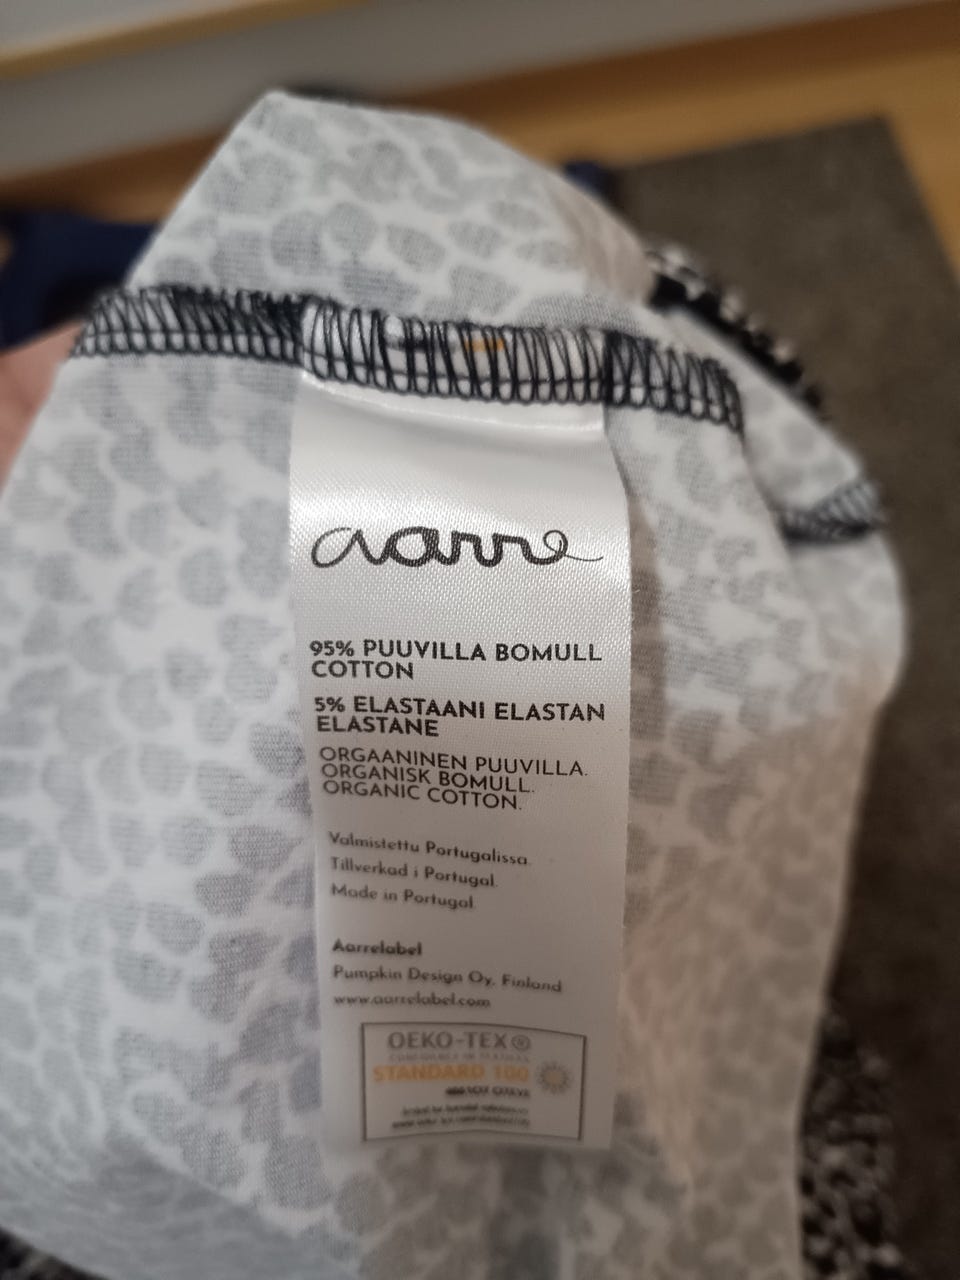 aarre
95% PUUVILLA BOMULL
COTTON
5% ELASTAANI ELASTAN
ELASTANE
ORGAANINEN PUUVILLA.
ORGANISK BOMULL.
ORGANIC COTTON.
Valmistettu Portugalissa.
Tillverkad i Portugal.
Made in Portugal
Aarrelabel
Pumpkin Design Oy, Finland
www.aarrelabel.com
OEKO-TEX®
STANDARD 100